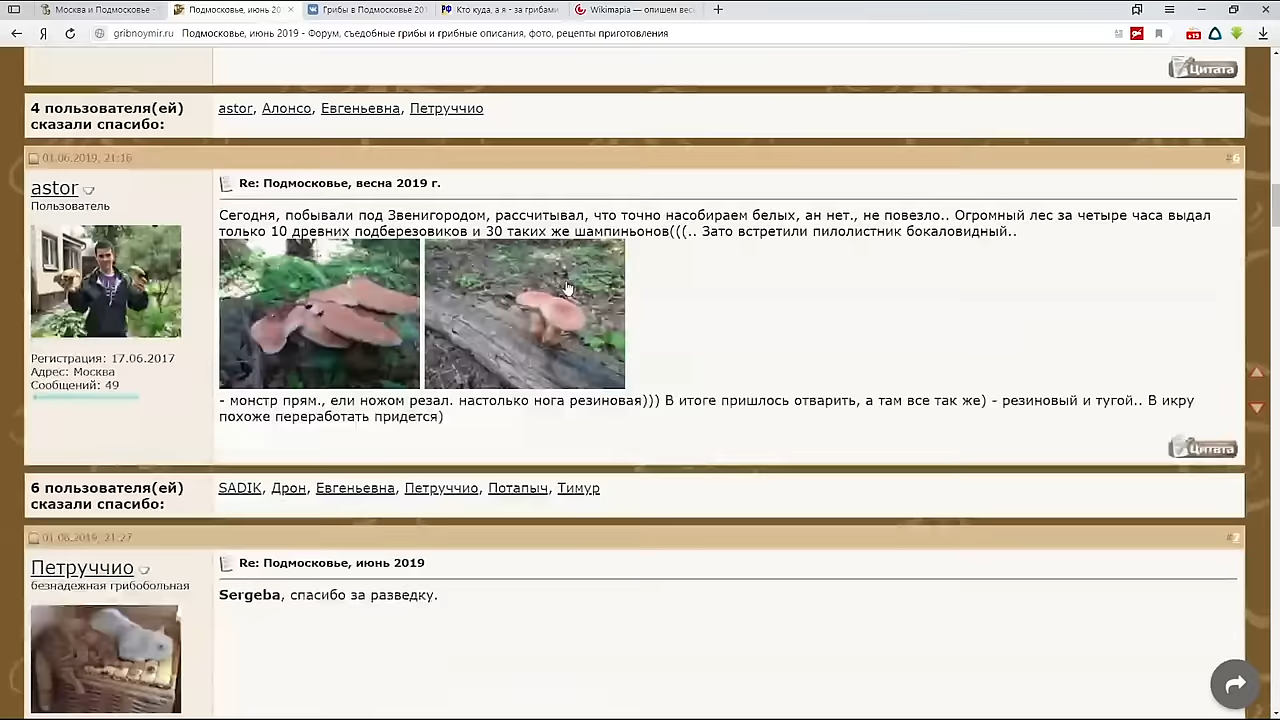 Москва и Подмосковье -
Подмосковье, июнь 20
Грибы в Подмосковье 201
Кто куда, а я - за грибами
Wikimapia — опишем вес
gribnoymir.ru Подмосковье, июнь 2019 - Форум, съедобные грибы и грибные описания, фото, рецепты приготовления
Цитата
4 пользователя(ей)
сказали спасибо:
astor, Алонсо, Евгеньевна, Петруччио
01.06.2019, 21:16
#6
astor
Пользователь
Регистрация: 17.06.2017
Адрес: Москва
Сообщений: 49
Re: Подмосковье, весна 2019 г.
Сегодня, побывали под Звенигородом, рассчитывал, что точно насобираем белых, ан нет., не повезло.. Огромный лес за четыре часа выдал
только 10 древних подберезовиков и 30 таких же шампиньонов(((.. Зато встретили пилолистник бокаловидный..
- монстр прям., ели ножом резал. настолько нога резиновая))) В итоге пришлось отварить, а там все так же) - резиновый и тугой.. В икру
похоже переработать придется)
Цитата
6 пользователя(ей)
сказали спасибо:
SADIK, Дрон, Евгеньевна, Петруччио, Потапыч, Тимур
01.06.2019, 21:27
#7
Петруччио
безнадежная грибобольная
Re: Подмосковье, июнь 2019
Sergeba, спасибо за разведку.